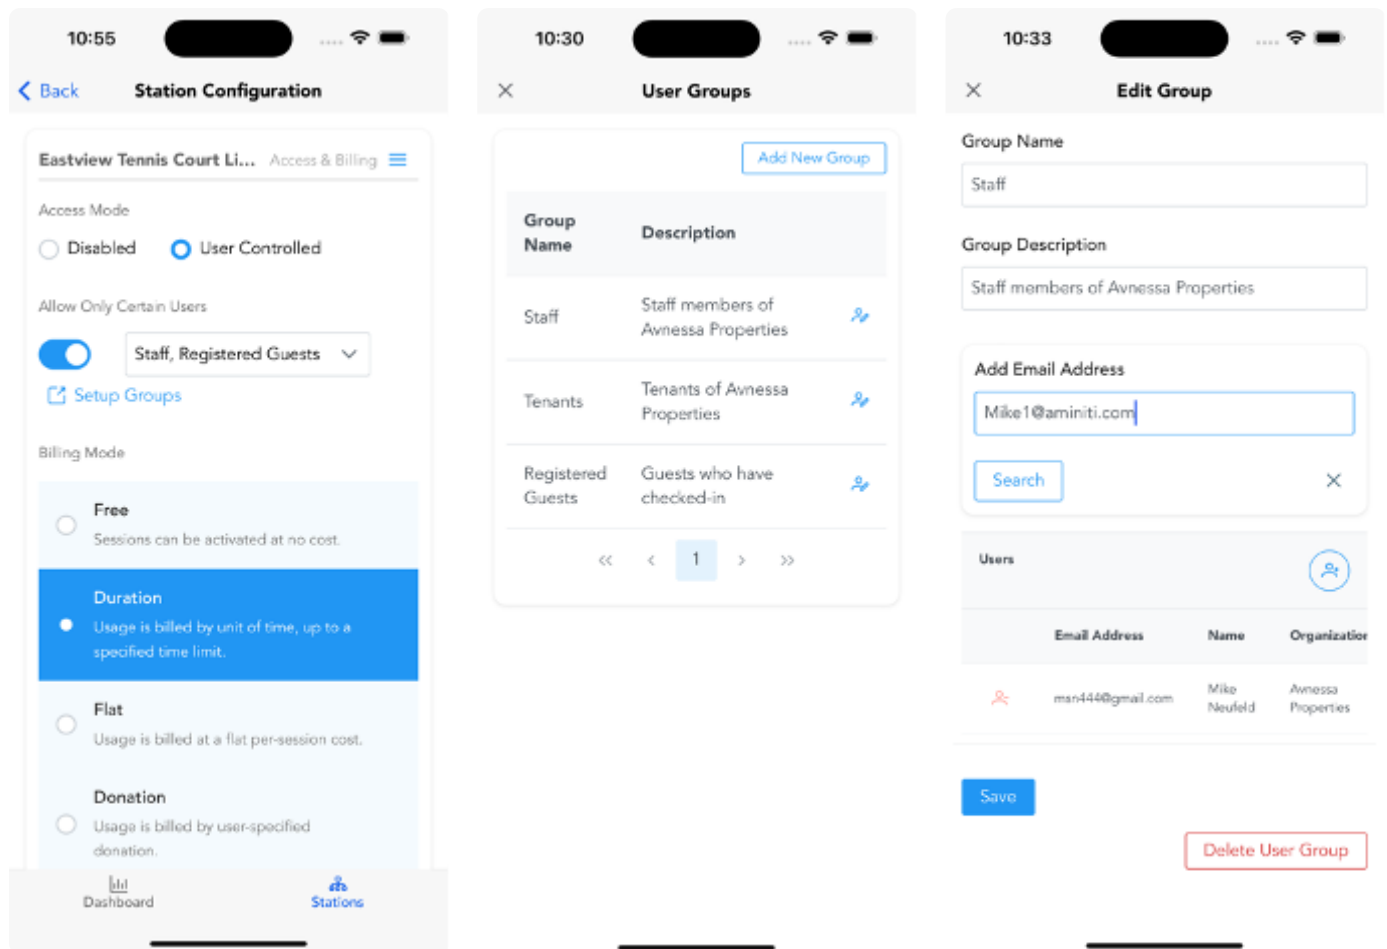 10:55
Back
Station Configuration
Eastview Tennis Court Li... Access & Billing
Access Mode
Disabled
User Controlled
Allow Only Certain Users
Staff, Registered Guests
Setup Groups
Billing Mode
Free
Sessions can be activated at no cost.
Duration
Usage is billed by unit of time, up to a
specified time limit.
Flat
Usage is billed at a flat per-session cost.
Donation
Usage is billed by user-specified
donation.
Dashboard
Stations
10:30
User Groups
Add New Group
Group
Name
Description
Staff
Staff members of
Avnessa Properties
Tenants
Tenants of Avnessa
Properties
Registered
Guests
Guests who have
checked-in
1
10:33
Edit Group
Group Name
Staff
Group Description
Staff members of Avnessa Properties
Add Email Address
Mike1@aminiti.com
Search
Users
Email Address
Name
Organization
msn444@gmail.com
Mike
Neufeld
Avnessa
Properties
Save
Delete User Group